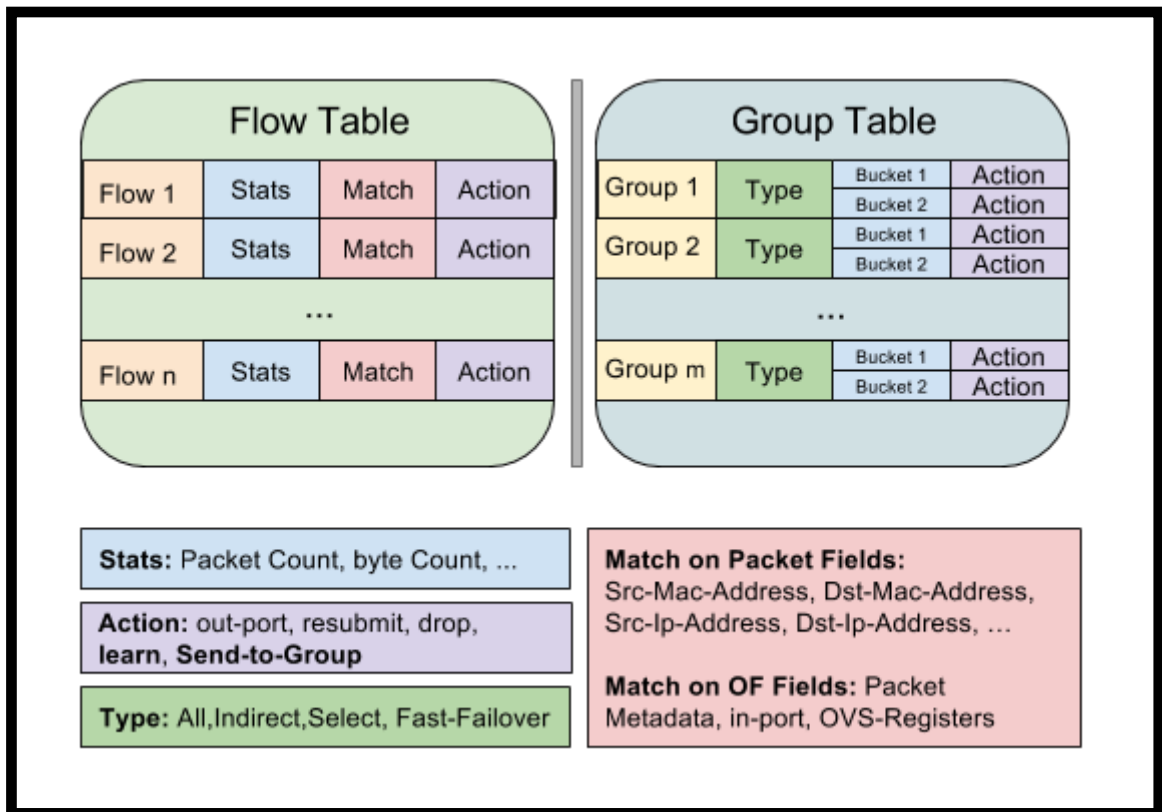 Flow Table
Flow 1 Stats Match Action
Flow 2 Stats Match Action
...
Flow n Stats Match Action
Group Table
Group 1 Type Bucket 1 Action
Bucket 2 Action
Group 2 Type Bucket 1 Action
Bucket 2 Action
...
Group m Type Bucket 1 Action
Bucket 2 Action
Stats: Packet Count, byte Count, ...
Action: out-port, resubmit, drop,
learn, Send-to-Group
Type: All,Indirect,Select, Fast-Failover
Match on Packet Fields:
Src-Mac-Address, Dst-Mac-Address,
Src-Ip-Address, Dst-Ip-Address, ...
Match on OF Fields: Packet
Metadata, in-port, OVS-Registers